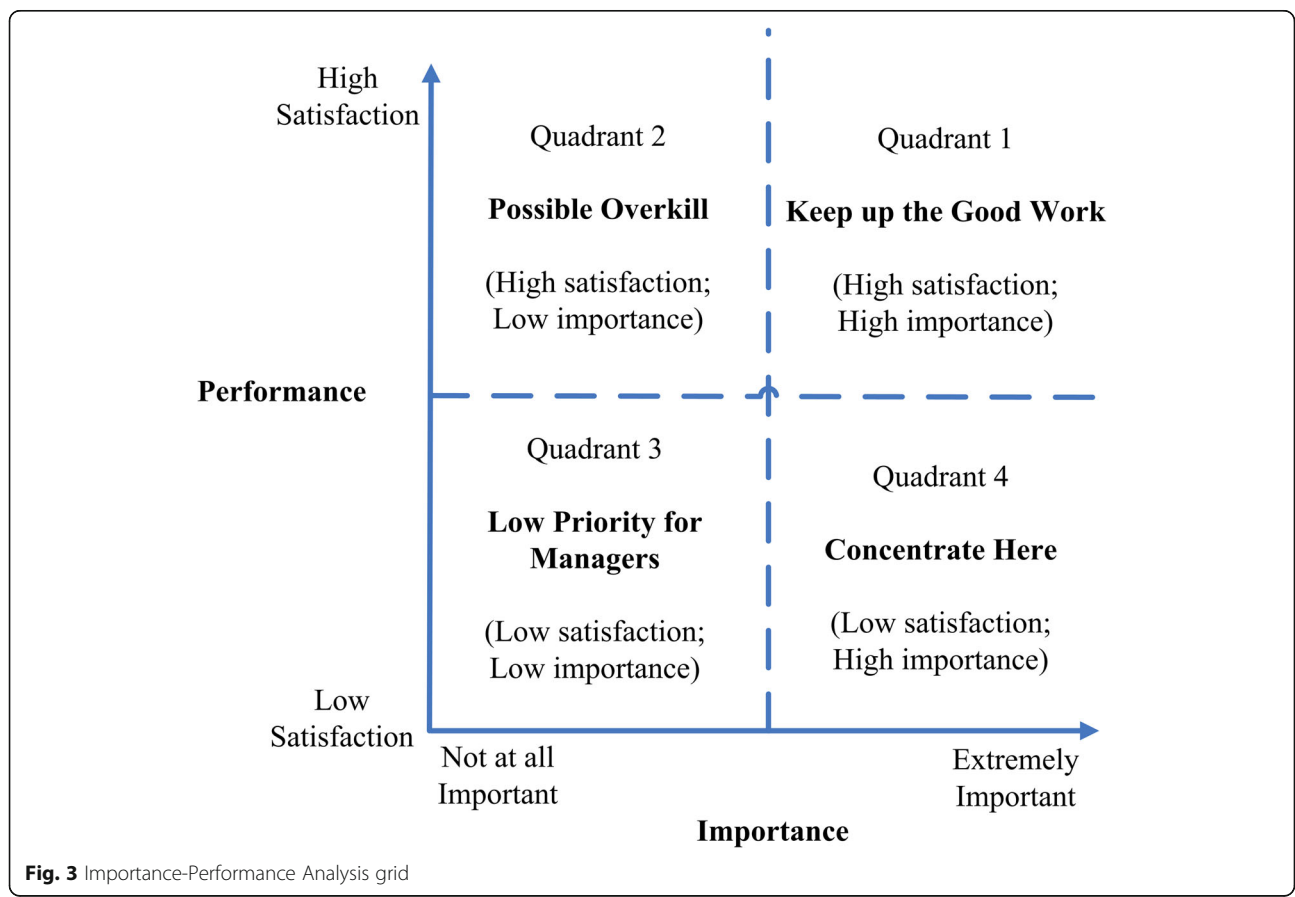 High
Satisfaction
Quadrant 2
Possible Overkill
(High satisfaction;
Low importance)
Quadrant 1
Keep up the Good Work
(High satisfaction;
High importance)
Performance
Quadrant 3
Low Priority for
Managers
(Low satisfaction;
Low importance)
Quadrant 4
Concentrate Here
(Low satisfaction;
High importance)
Low
Satisfaction
Not at all
Important
Extremely
Important
Importance
Fig. 3 Importance-Performance Analysis grid